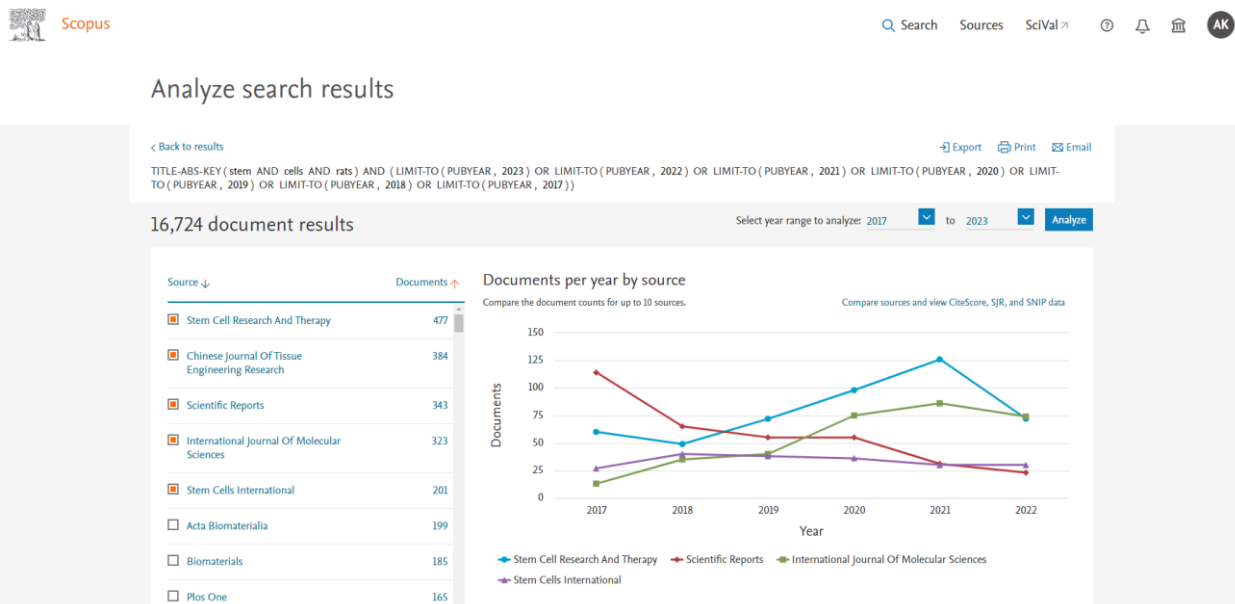 Scopus
Search Sources SciVal
AK
Analyze search results
Back to results
Export Print Email
TITLE-ABS-KEY ( stem AND cells AND rats ) AND ( LIMIT-TO ( PUBYEAR , 2023 ) OR LIMIT-TO ( PUBYEAR , 2022 ) OR LIMIT-TO ( PUBYEAR , 2021 ) OR LIMIT-TO ( PUBYEAR , 2020 ) OR LIMIT-
TO ( PUBYEAR , 2019 ) OR LIMIT-TO ( PUBYEAR , 2018 ) OR LIMIT-TO ( PUBYEAR , 2017 ) )
16,724 document results
Select year range to analyze: 2017 to 2023 Analyze
Source Documents
Stem Cell Research And Therapy 477
Chinese Journal Of Tissue
Engineering Research 384
Scientific Reports 343
International Journal Of Molecular
Sciences 323
Stem Cells International 201
Acta Biomaterialia 199
Biomaterials 185
Plos One 165
Documents per year by source
Compare the document counts for up to 10 sources.
Compare sources and view CiteScore, SJR, and SNIP data
150
125
100
75
50
25
0
Documents
2017 2018 2019 2020 2021 2022
Year
Stem Cell Research And Therapy Scientific Reports International Journal Of Molecular Sciences
Stem Cells International